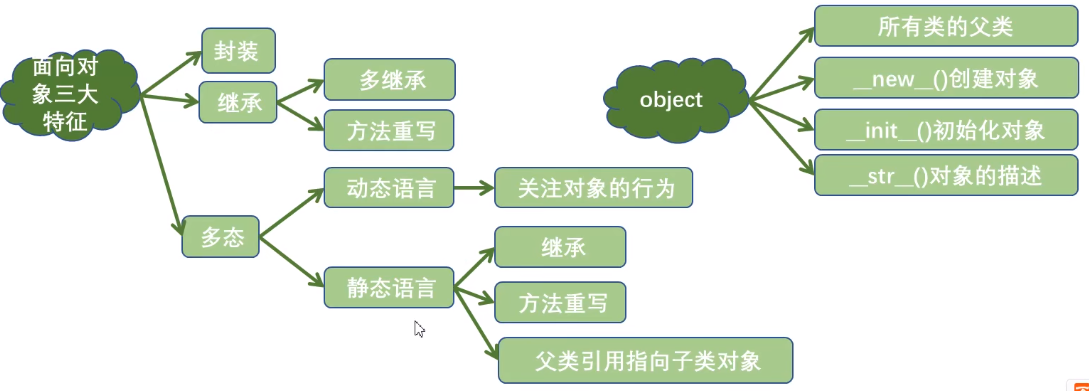 面向对
象三大
特征
封装
继承
多继承
方法重写
多态
动态语言
关注对象的行为
静态语言
继承
方法重写
父类引用指向子类对象
object
所有类的父类
__new__()创建对象
__init__()初始化对象
__str__()对象的描述